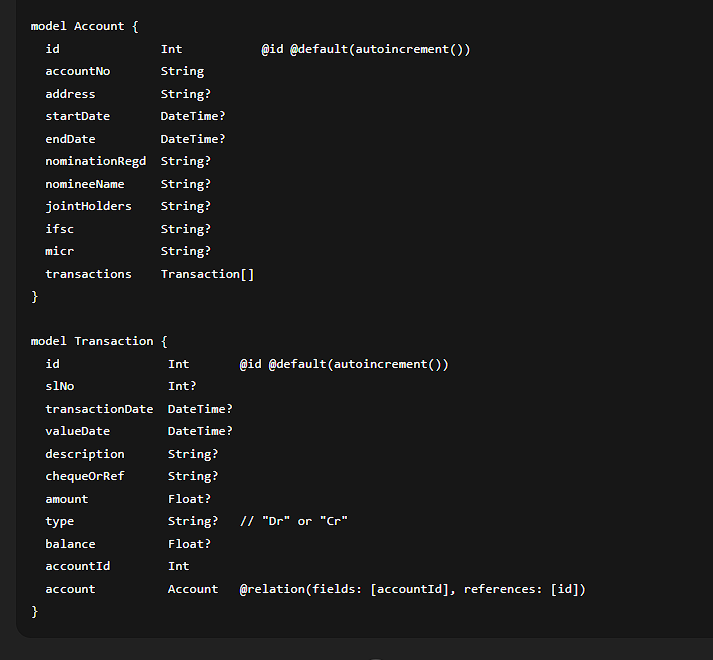 model Account {
  id              Int           @id @default(autoincrement())
  accountNo       String
  address         String?
  startDate       DateTime?
  endDate         DateTime?
  nominationRegd  String?
  nomineeName     String?
  jointHolders    String?
  ifsc            String?
  micr            String?
  transactions    Transaction[]
}

model Transaction {
  id               Int       @id @default(autoincrement())
  slNo             Int?
  transactionDate  DateTime?
  valueDate        DateTime?
  description      String?
  chequeOrRef      String?
  amount           Float?
  type             String?   // "Dr" or "Cr"
  balance          Float?
  accountId        Int
  account          Account   @relation(fields: [accountId], references: [id])
}